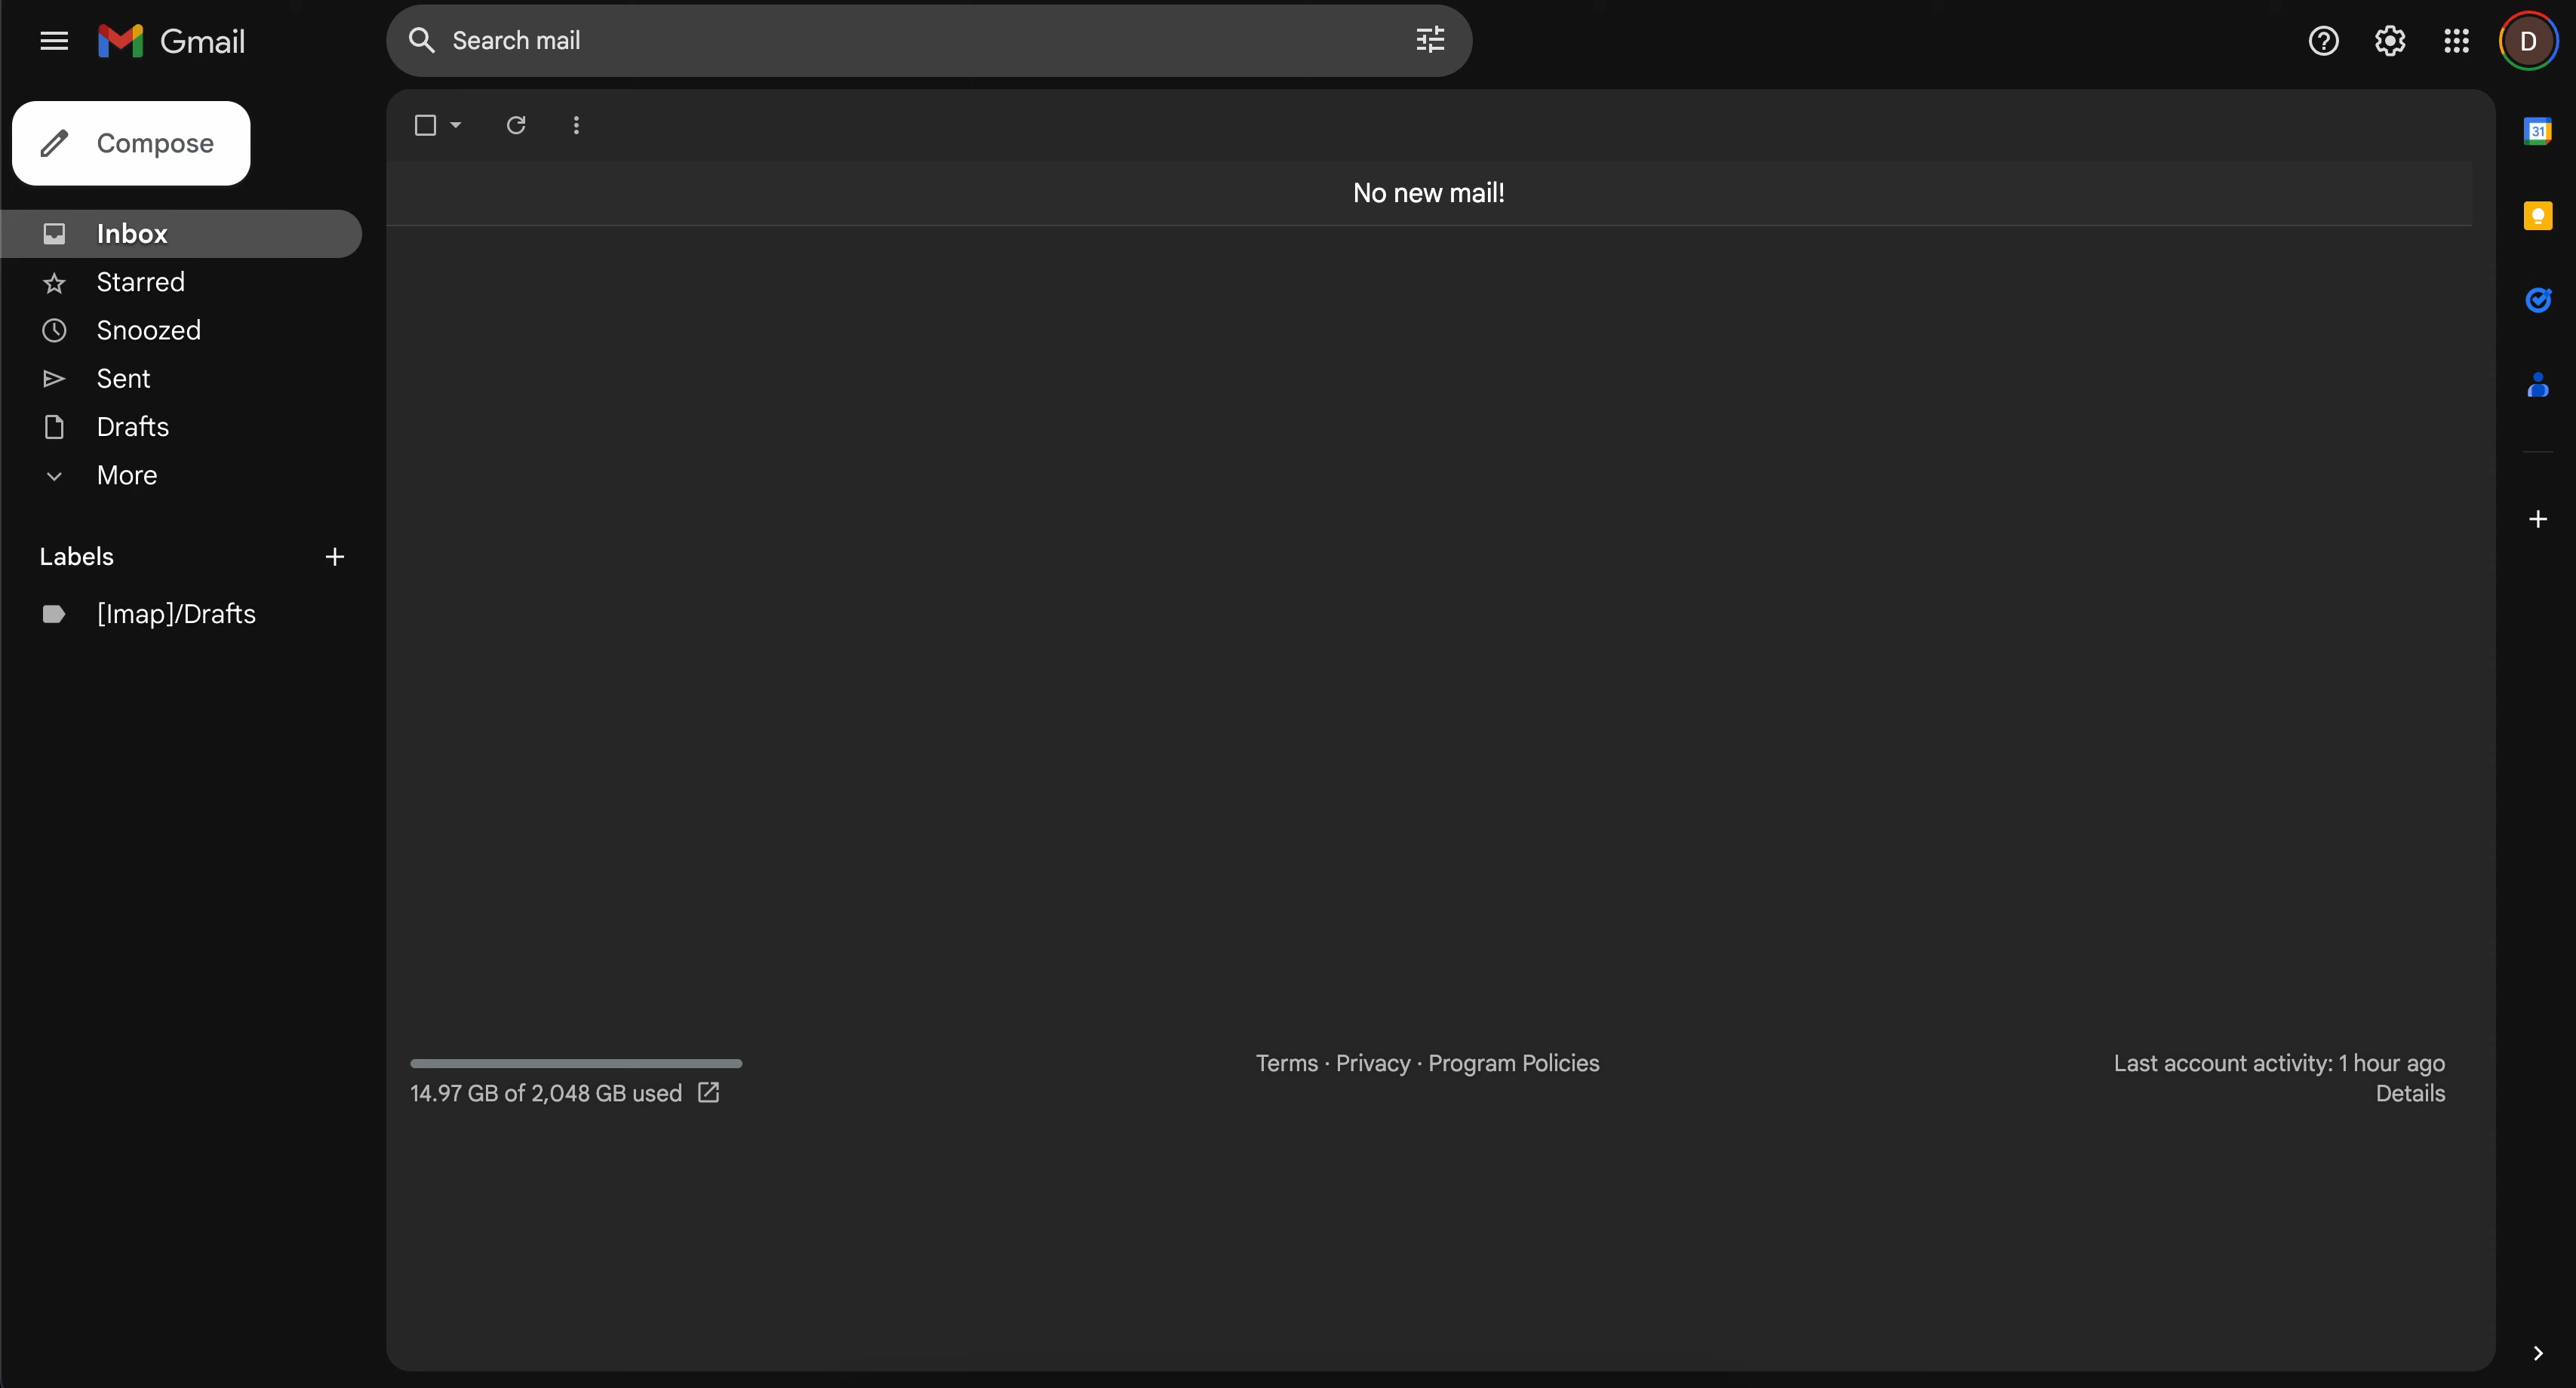 Gmail
Search mail
D
Compose
No new mail!
31
Inbox
Starred
Snoozed
Sent
Drafts
More
Labels
[Imap]/Drafts
14.97 GB of 2,048 GB used
Terms · Privacy · Program Policies
Last account activity: 1 hour ago
Details